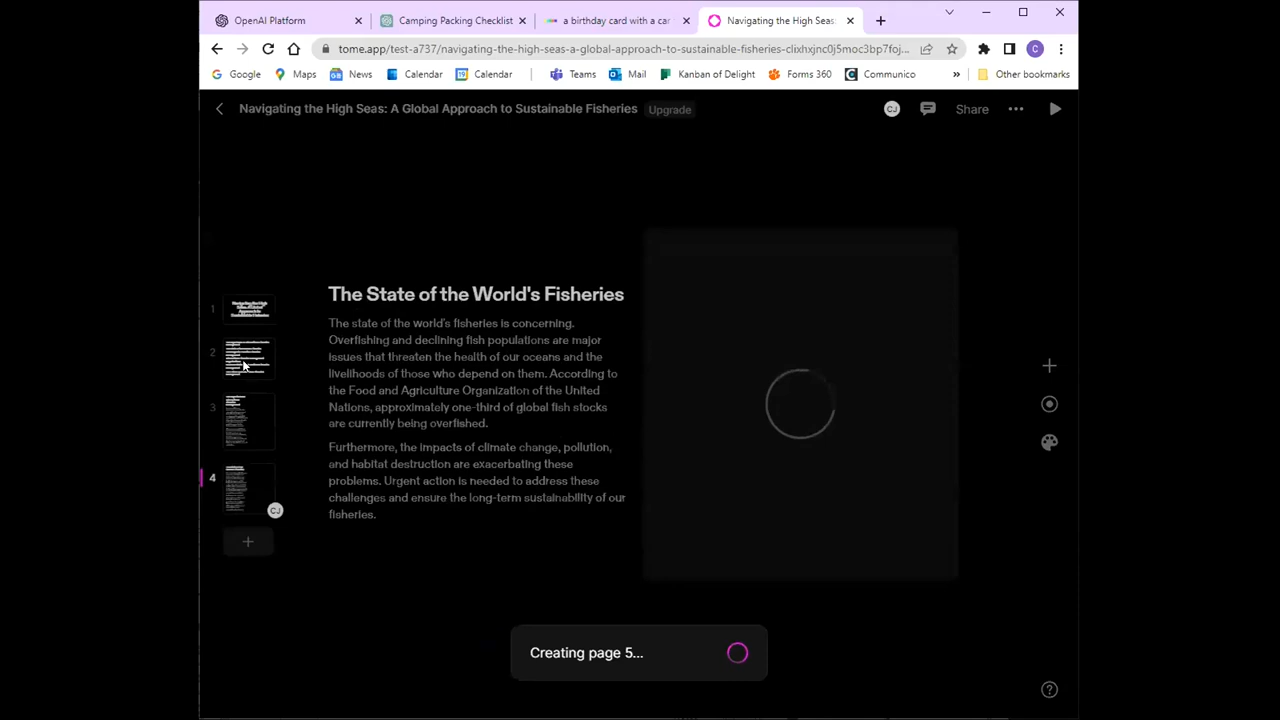 OpenAI Platform
Camping Packing Checklist
a birthday card with a car
Navigating the High Seas:
tome.app/test-a737/navigating-the-high-seas-a-global-approach-to-sustainable-fisheries-clixhxjnc0j5moc3bp7foj...
C
Google
Maps
News
Calendar
Calendar
Teams
Mail
Kanban of Delight
Forms 360
Communico
Other bookmarks
Navigating the High Seas: A Global Approach to Sustainable Fisheries
Upgrade
CJ
Share
The State of the World's Fisheries
The state of the world's fisheries is concerning.
Overfishing and declining fish populations are major
issues that threaten the health of our oceans and the
livelihoods of those who depend on them. According to
the Food and Agriculture Organization of the United
Nations, approximately one-third of global fish stocks
are currently being overfished.
Furthermore, the impacts of climate change, pollution,
and habitat destruction are exacerbating these
problems. Urgent action is needed to address these
challenges and ensure the long-term sustainability of our
fisheries.
1
2
3
4
CJ
Creating page 5...